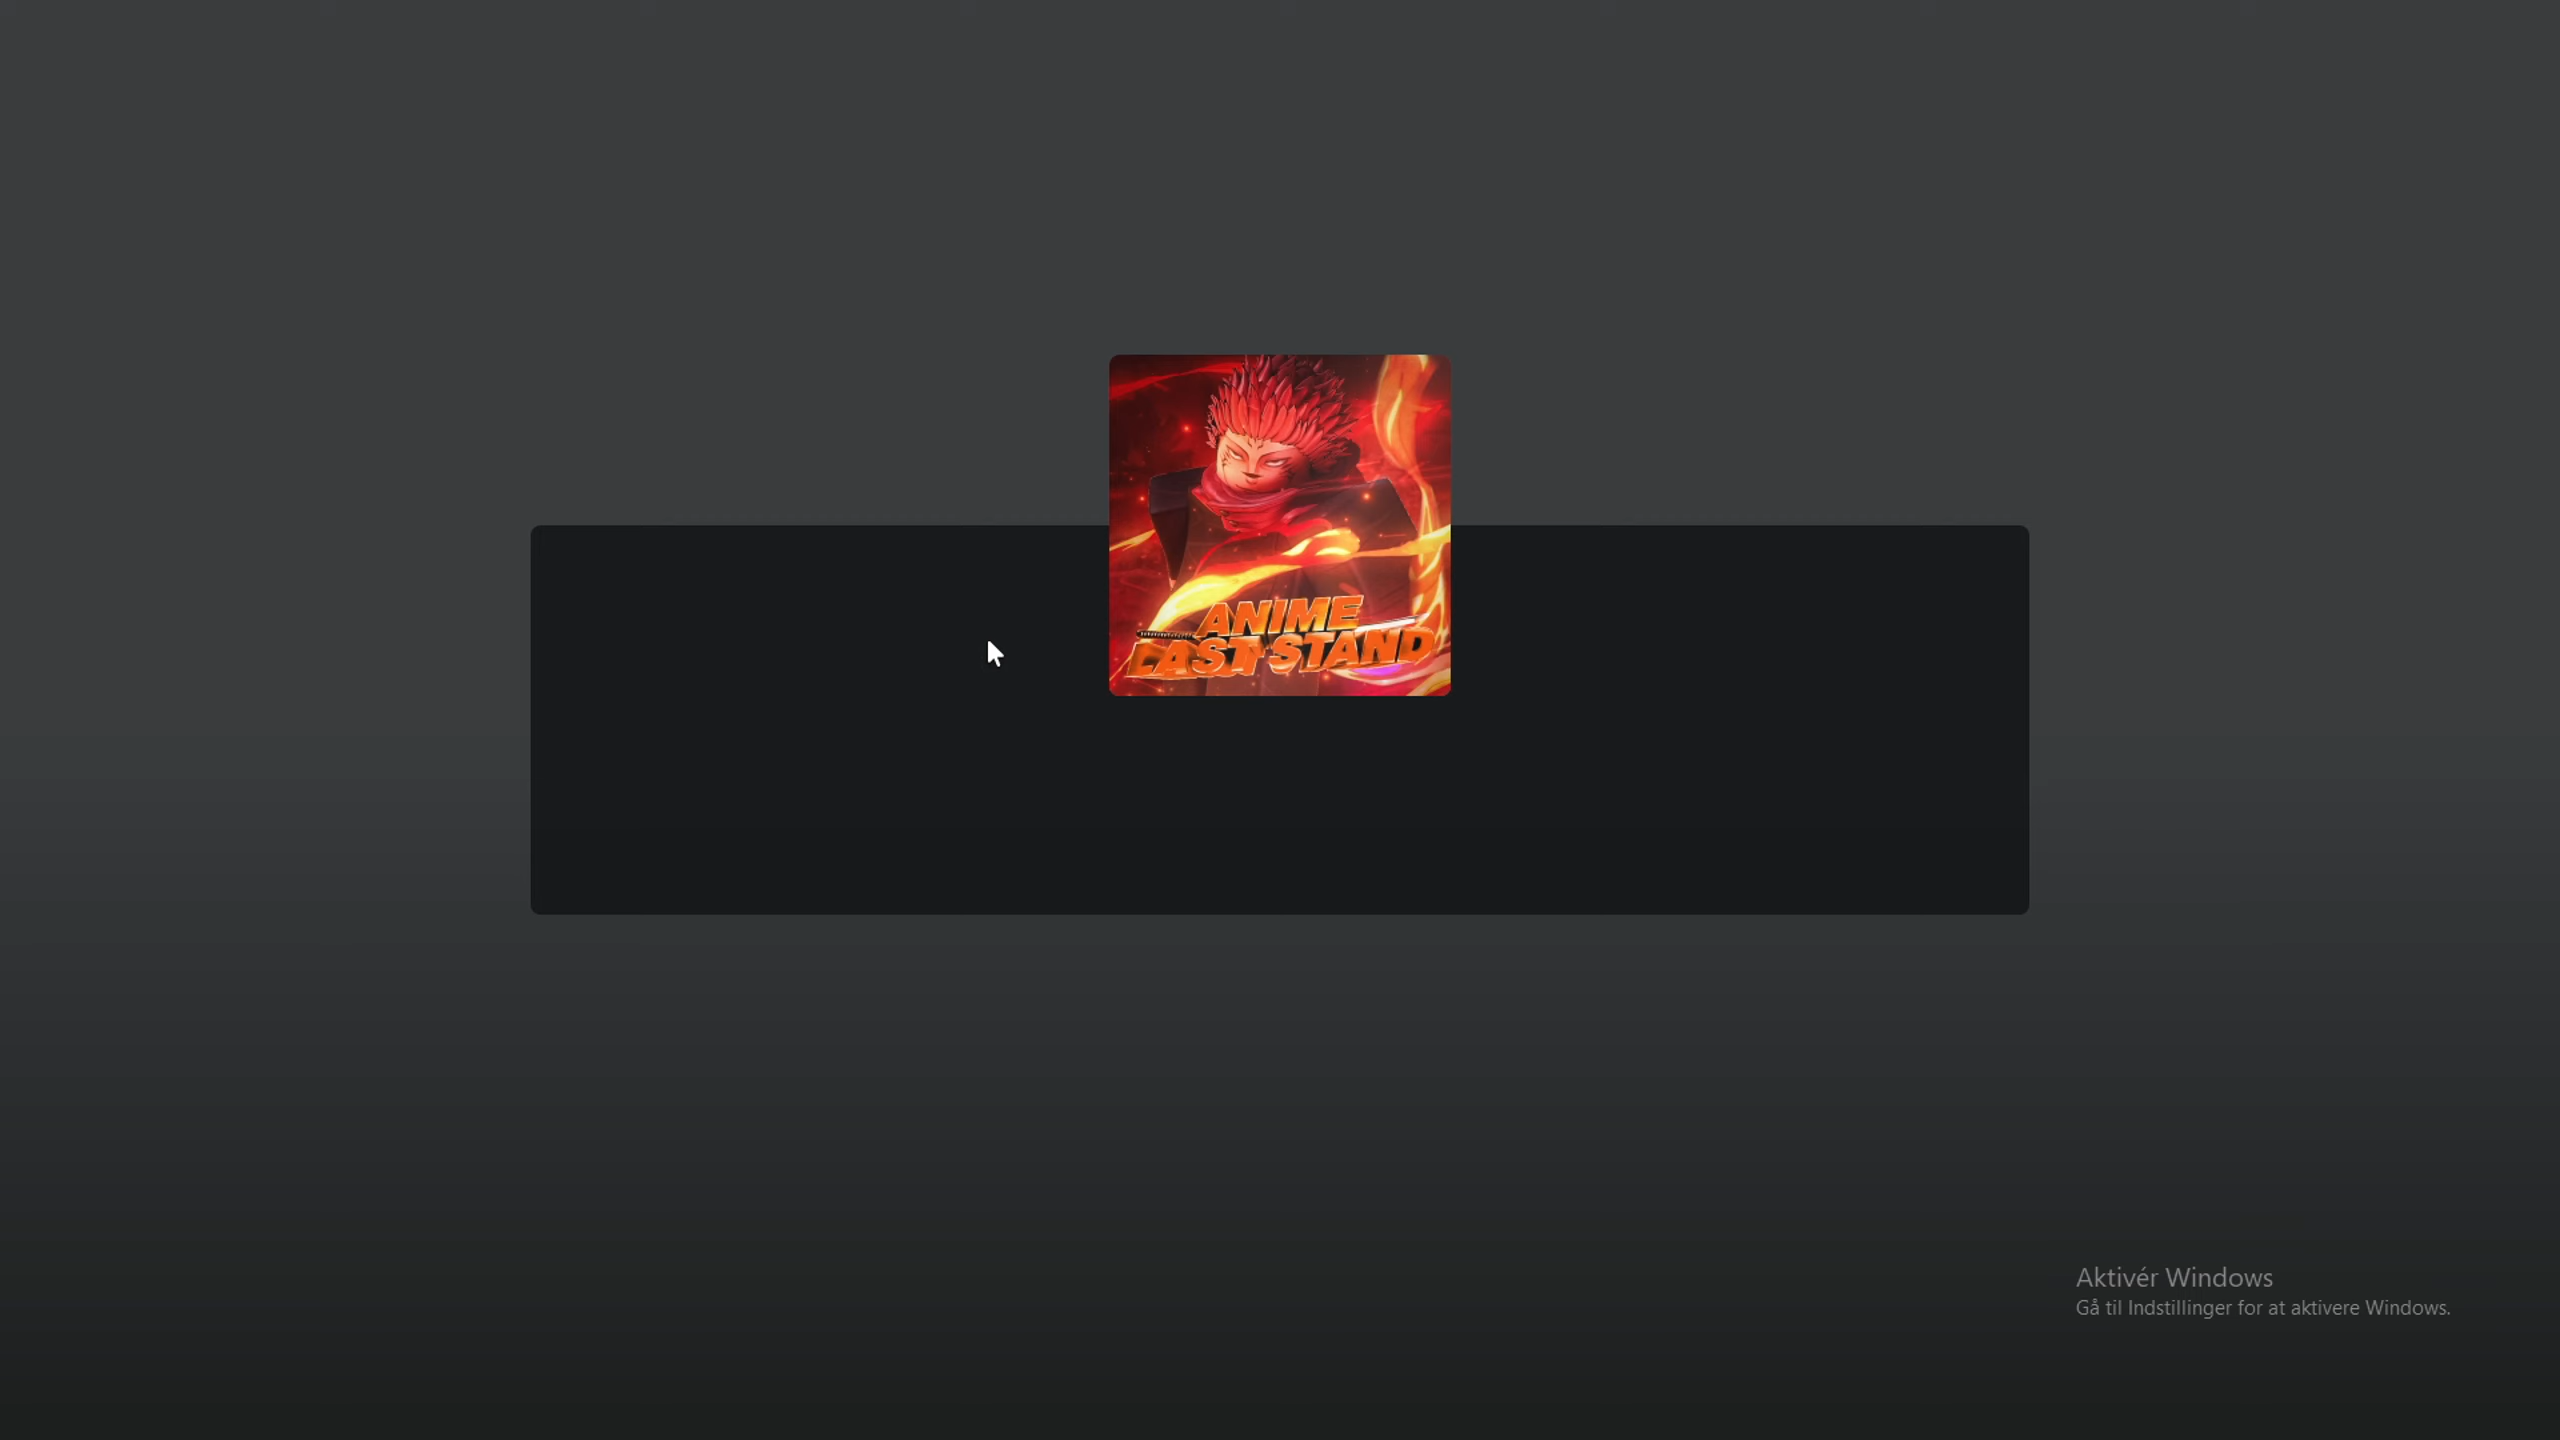 ANIME
LAST STAND
Aktivér Windows
Gå til Indstillinger for at aktivere Windows.